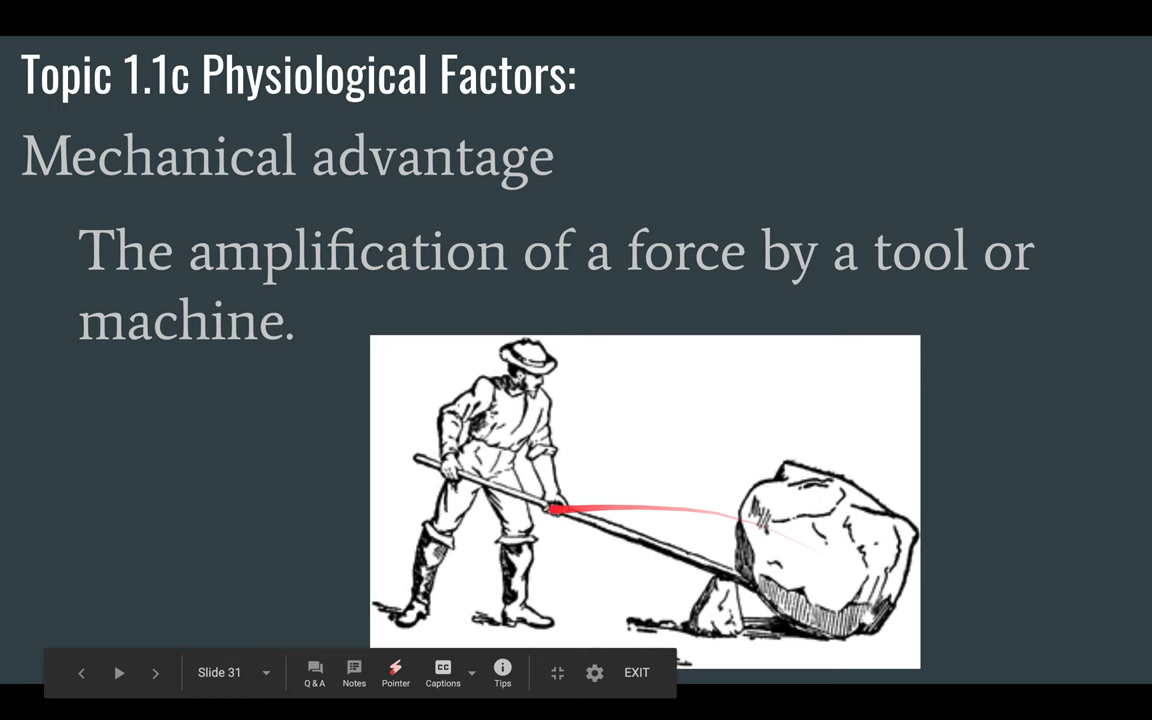 Topic 1.1c Physiological Factors:
Mechanical advantage
The amplification of a force by a tool or
machine.
Slide 31
Q & A
Notes
Pointer
CC
Captions
Tips
EXIT